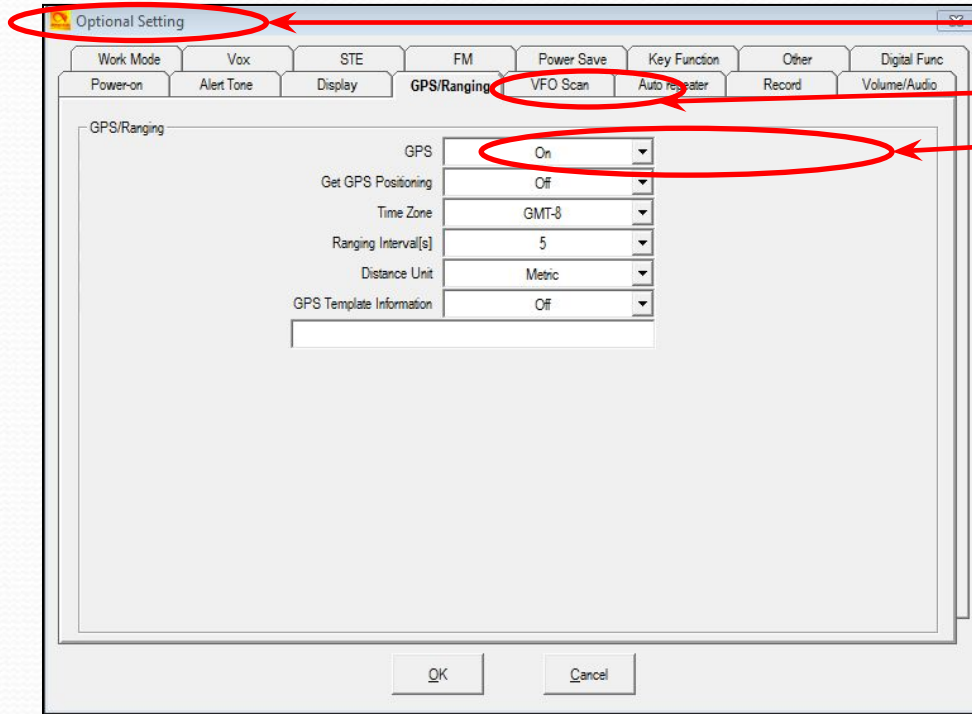 Optional Setting
Work Mode Vox STE FM Power Save Key Function Other Digital Func
Power-on Alert Tone Display GPS/Ranging VFO Scan Auto repeater Record Volume/Audio
GPS/Ranging
GPS On
Get GPS Positioning Off
Time Zone GMT-8
Ranging Interval[s] 5
Distance Unit Metric
GPS Template Information Off
OK Cancel